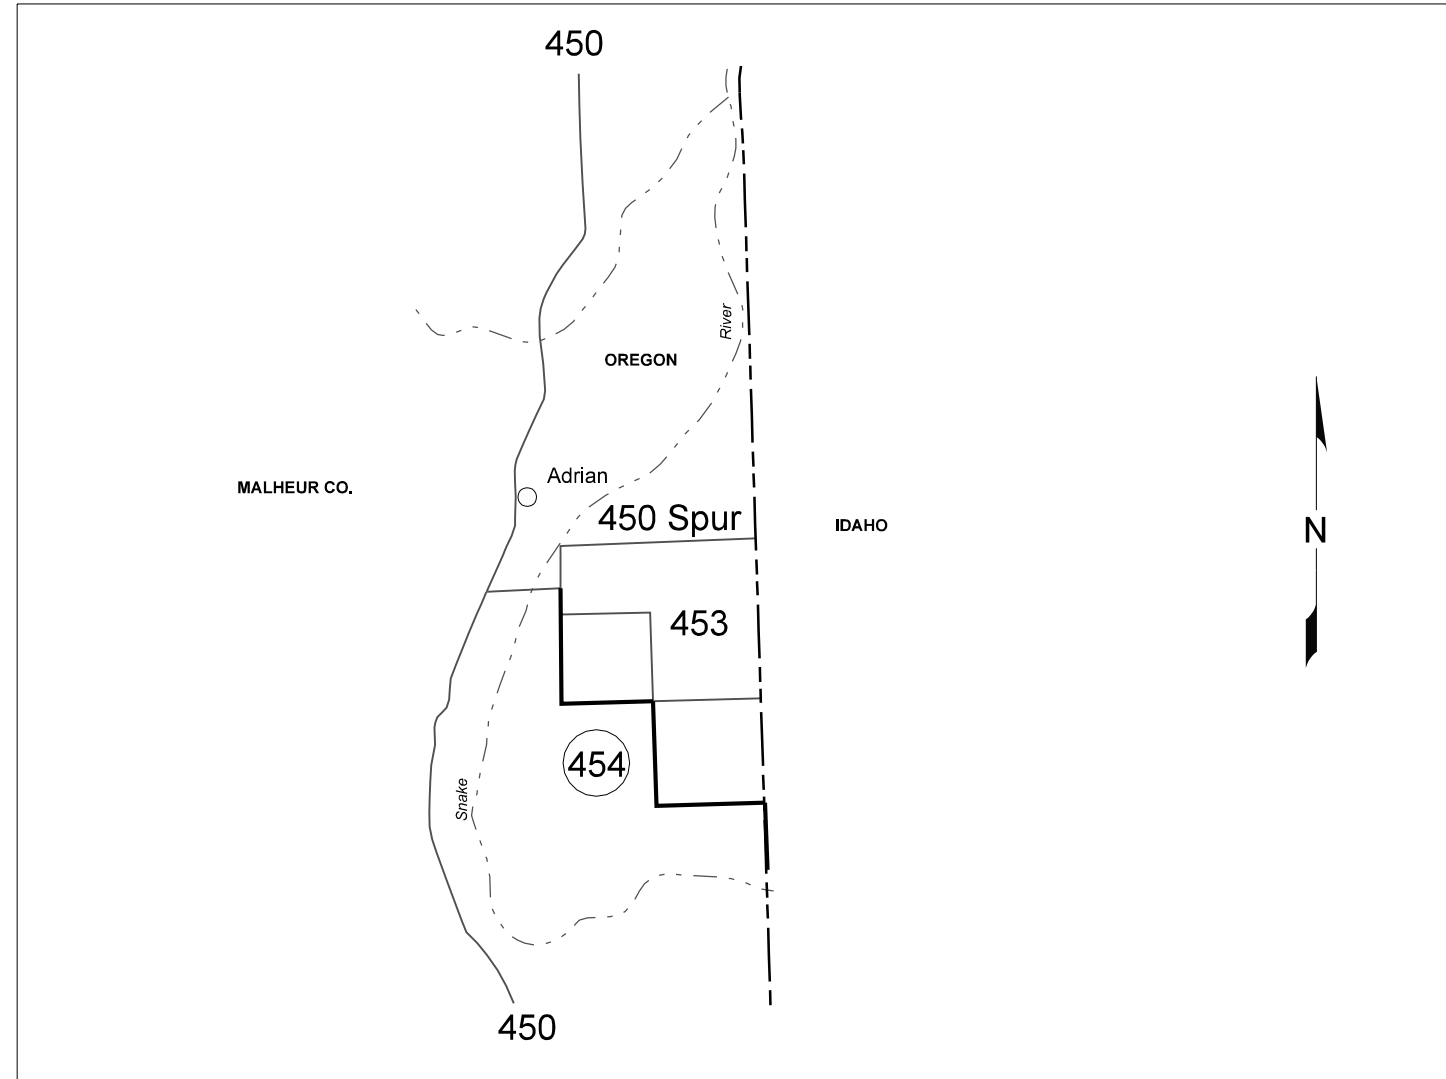 450
River
OREGON
Adrian
MALHEUR CO.
450 Spur
IDAHO
N
453
454
Snake
450